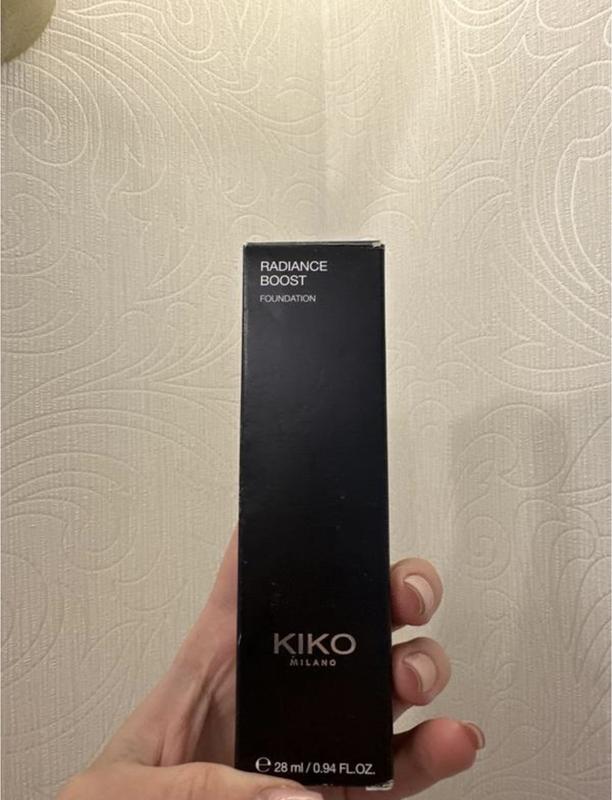 RADIANCE
BOOST
FOUNDATION
KIKO
MILANO
℮ 28 ml / 0.94 FL.OZ.